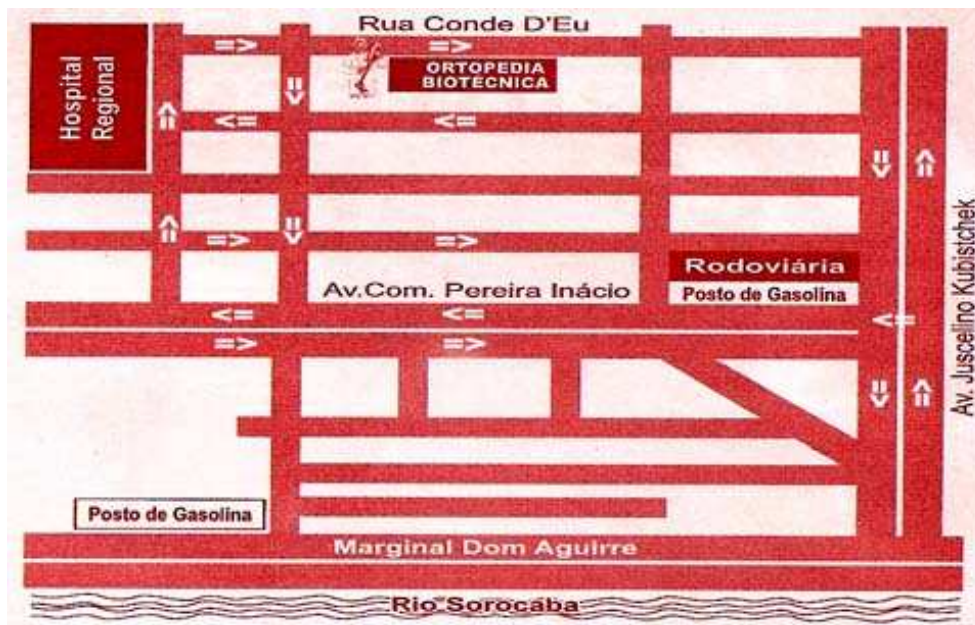 Rua Conde D'Eu
Hospital
Regional
ORTOPEDIA
BIOTECNICA
Rodoviária
Av.Com. Pereira Inácio
Posto de Gasolina
Av. Juscelino Kubistchek
Posto de Gasolina
Marginal Dom Aguirre
Rio Sorocaba